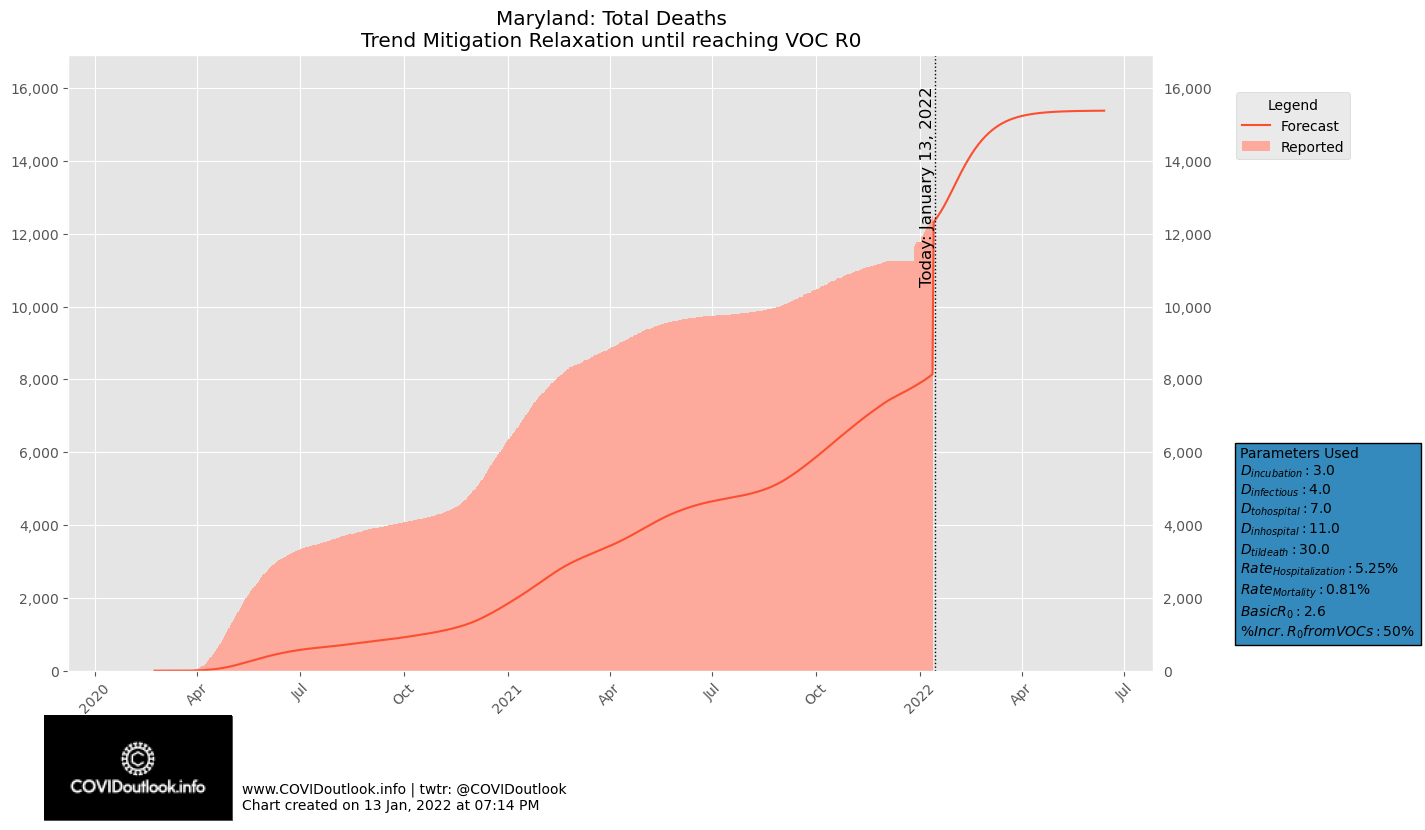 Maryland: Total Deaths
Trend Mitigation Relaxation until reaching VOC R0
16,000
14,000
12,000
10,000
8,000
6,000
4,000
2,000
0
16,000
14,000
12,000
10,000
8,000
6,000
4,000
2,000
0
Today: January 13, 2022
2020
Apr
Jul
Oct
2021
Apr
Jul
Oct
2022
Apr
Jul
Legend
Forecast
Reported
Parameters Used
D_incubation : 3.0
D_infectious : 4.0
D_tohospital : 7.0
D_inhospital : 11.0
D_tildeath : 30.0
Rate_Hospitalization : 5.25%
Rate_Mortality : 0.81%
BasicR_0 : 2.6
%Incr. R_0 fromVOCs : 50%
COVIDoutlook.info
www.COVIDoutlook.info | twtr: @COVIDoutlook
Chart created on 13 Jan, 2022 at 07:14 PM